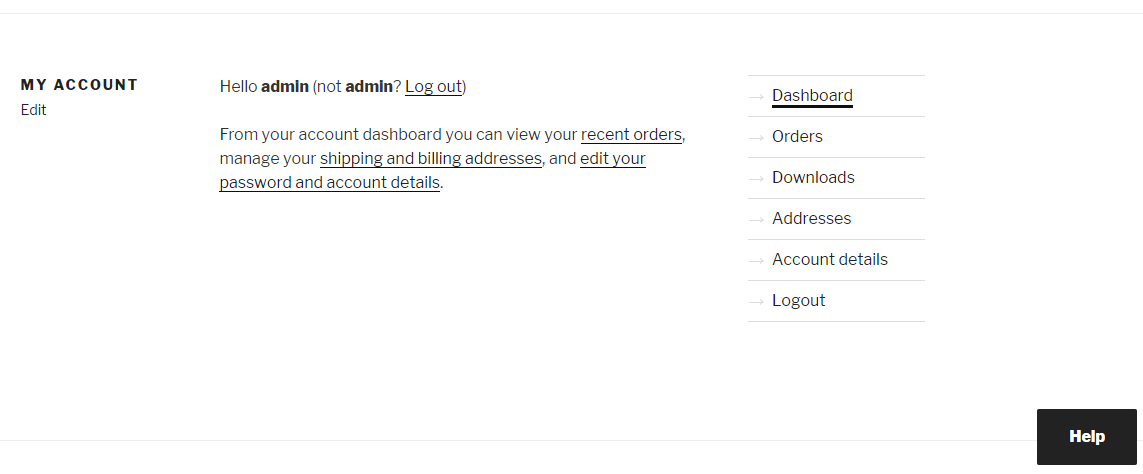 MY ACCOUNT
Edit
Hello admin (not admin? Log out)
From your account dashboard you can view your recent orders,
manage your shipping and billing addresses, and edit your
password and account details.
→ Dashboard
→ Orders
→ Downloads
→ Addresses
→ Account details
→ Logout
Help